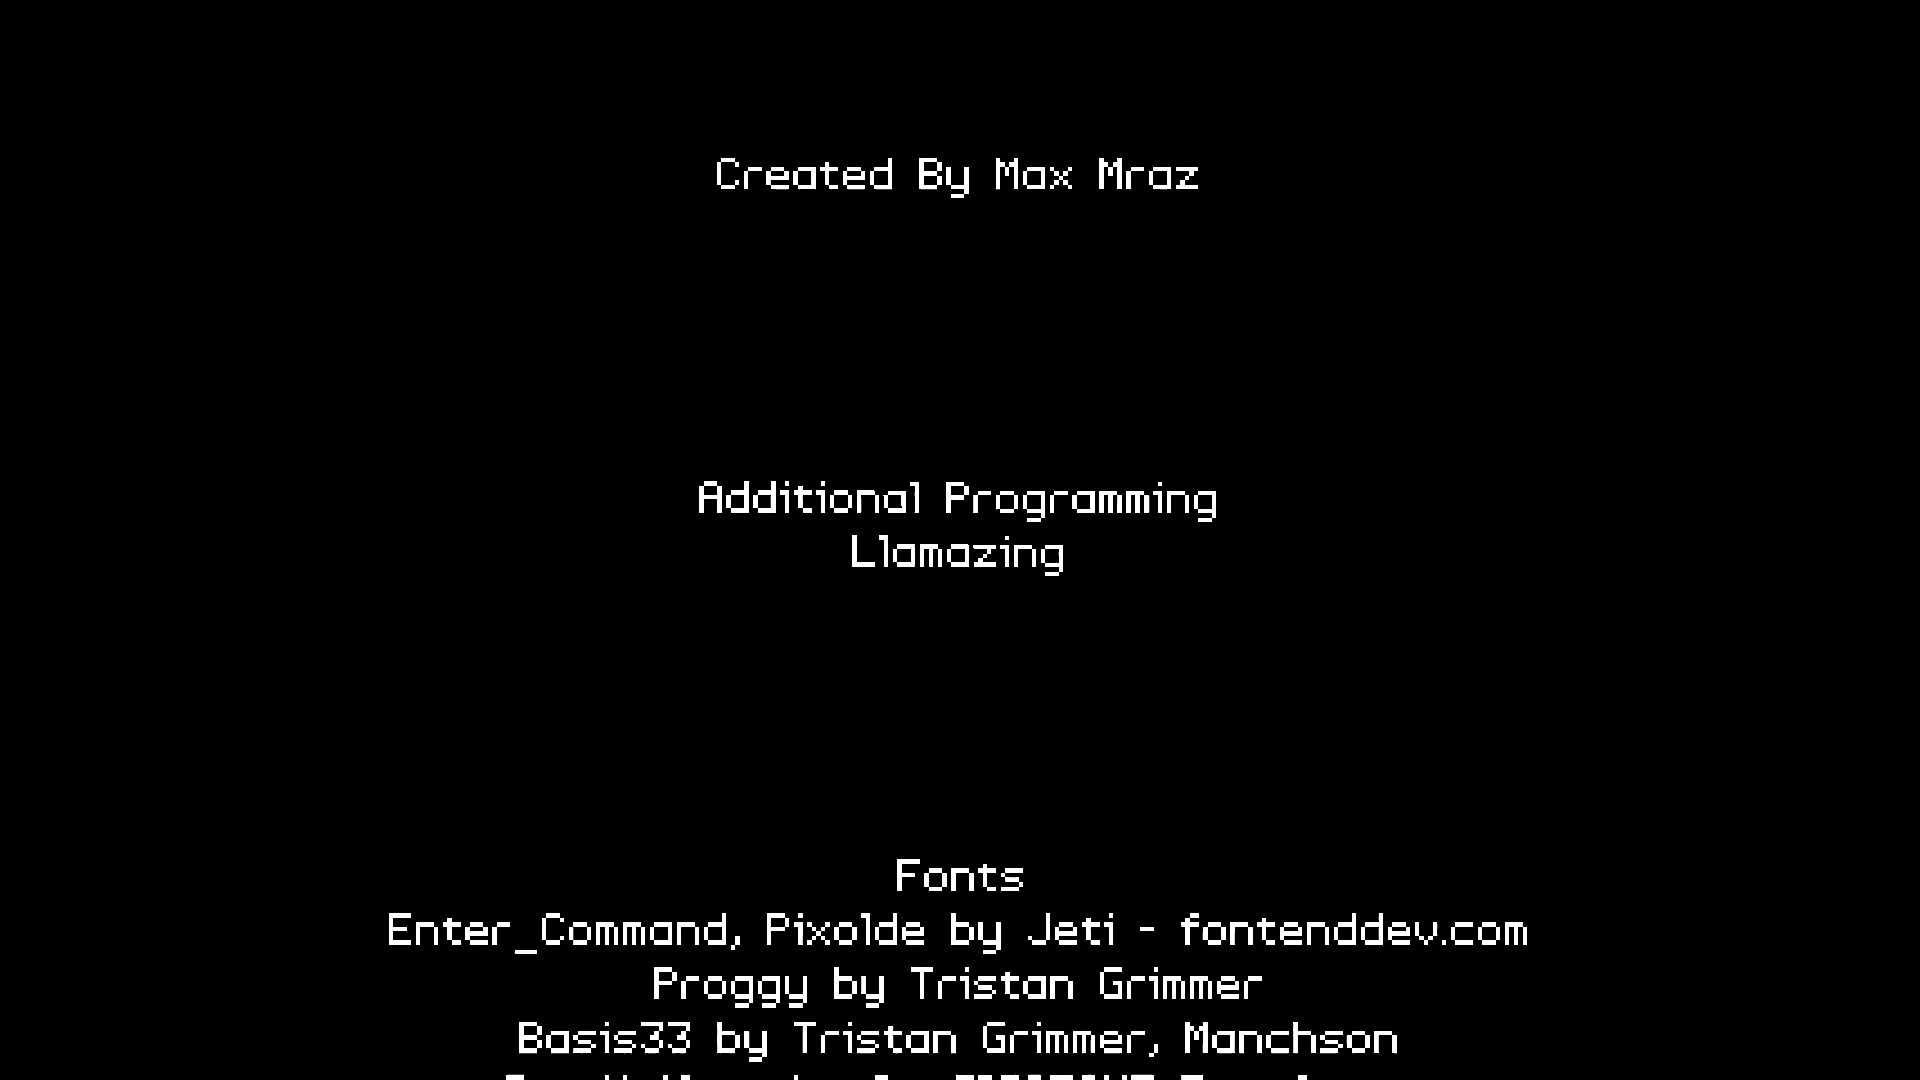 Created By Max Mraz
Additional Programming
Llamazing
Fonts
Enter_Command, Pixolde by Jeti - fontenddev.com
Proggy by Tristan Grimmer
Basis33 by Tristan Grimmer, Manchson